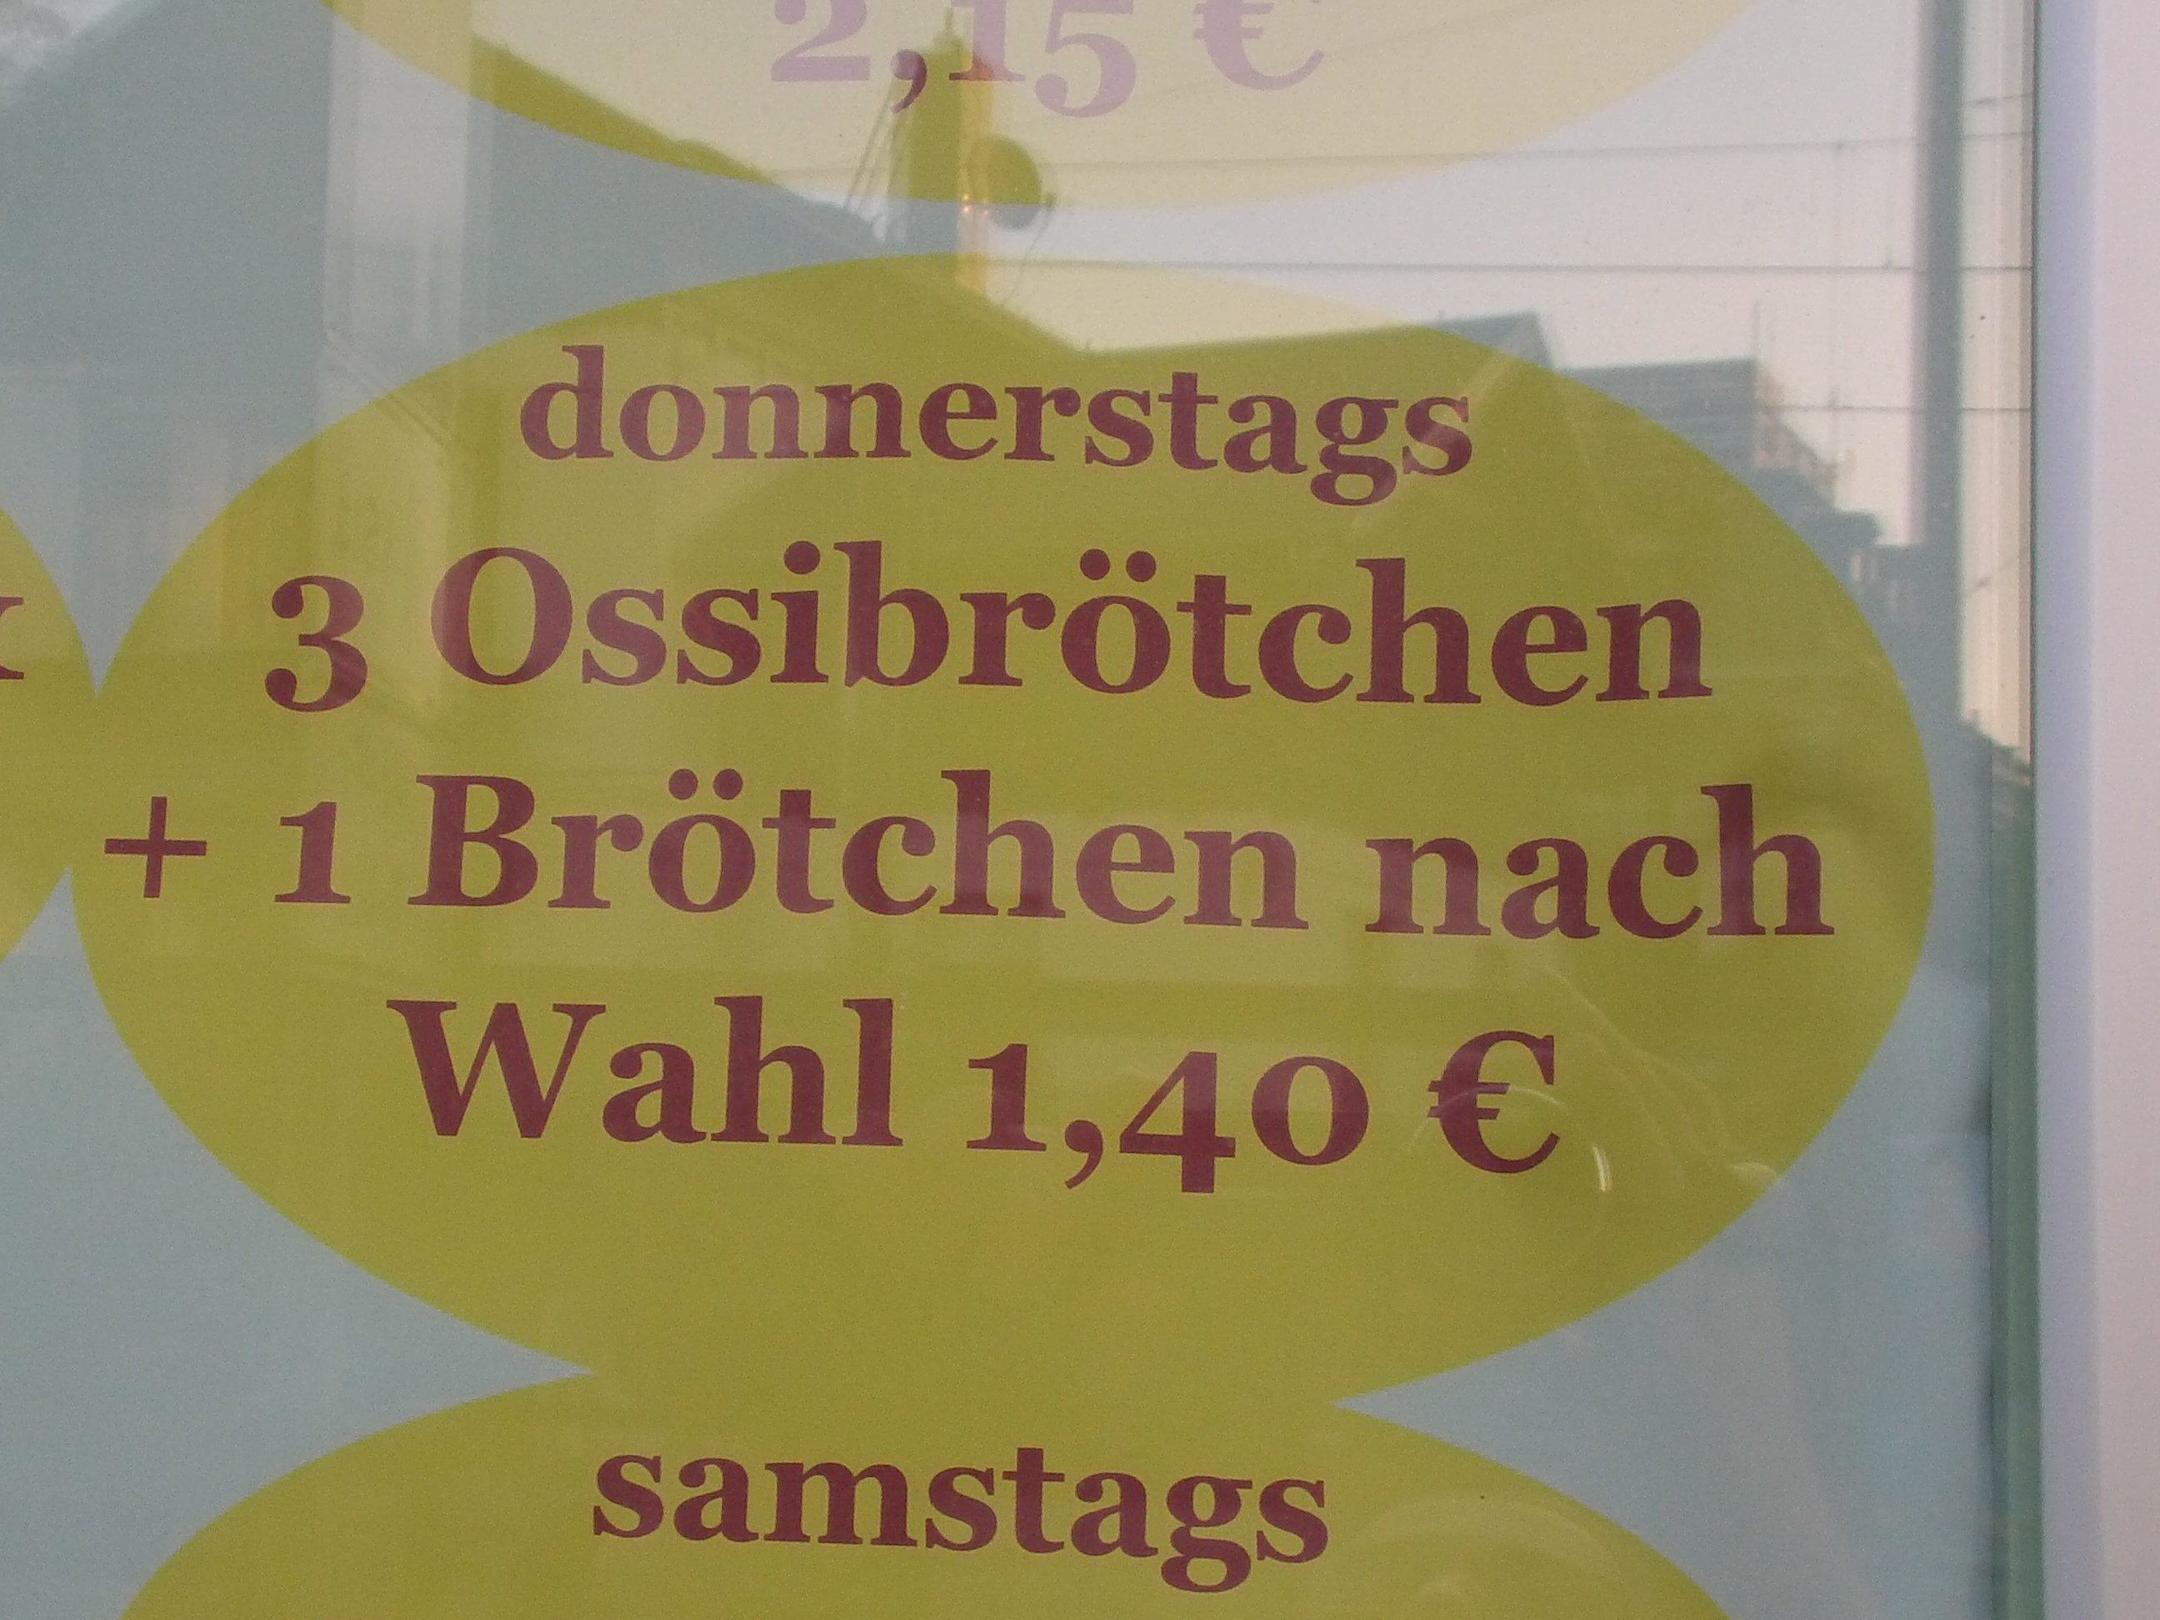 2,15 €
donnerstags
3 Ossibrötchen
+ 1 Brötchen nach
Wahl 1,40 €
samstags